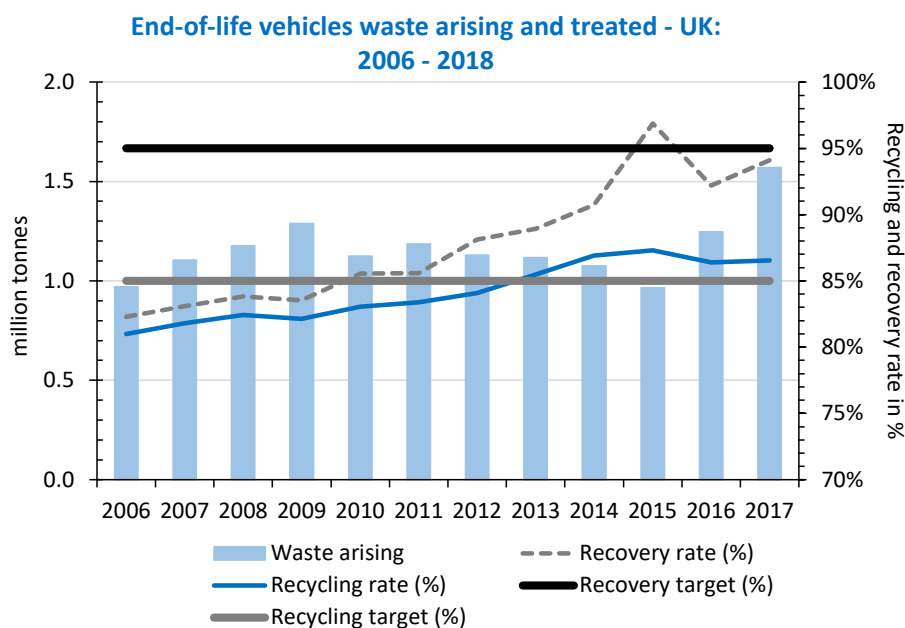 End-of-life vehicles waste arising and treated - UK:
2006 - 2018
million tonnes
2.0
1.5
1.0
0.5
0.0
100%
95%
90%
85%
80%
75%
70%
Recycling and recovery rate in %
2006 2007 2008 2009 2010 2011 2012 2013 2014 2015 2016 2017
Waste arising
Recovery rate (%)
Recycling rate (%)
Recovery target (%)
Recycling target (%)